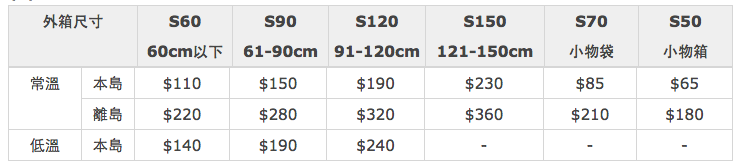 外箱尺寸 S60 S90 S120 S150 S70 S50
60cm以下 61-90cm 91-120cm 121-150cm 小物袋 小物箱
常溫 本島 $110 $150 $190 $230 $85 $65
離島 $220 $280 $320 $360 $210 $180
低溫 本島 $140 $190 $240 - - -